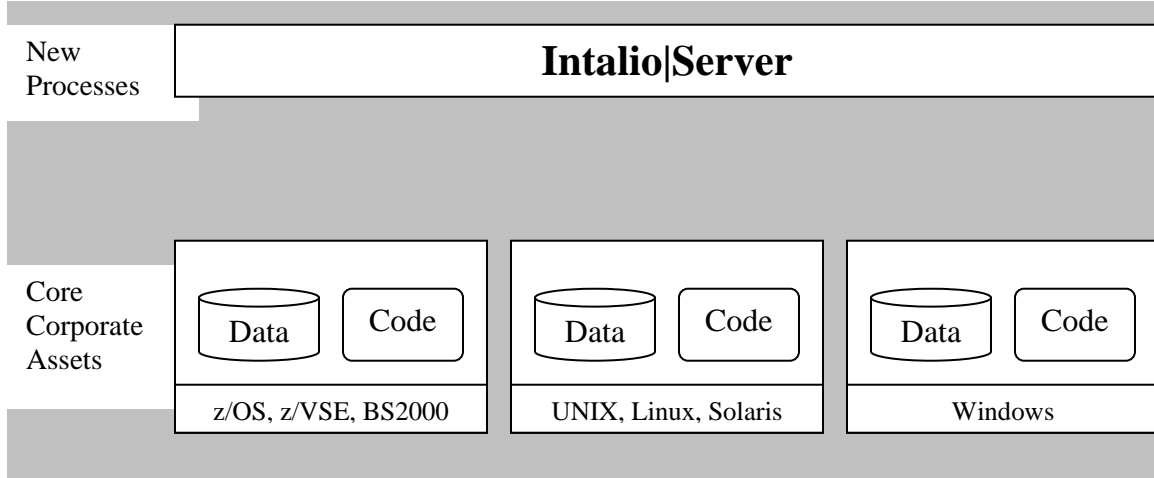 New
Processes
Intalio|Server
Core
Corporate
Assets
Data
Code
Data
Code
Data
Code
z/OS, z/VSE, BS2000
UNIX, Linux, Solaris
Windows